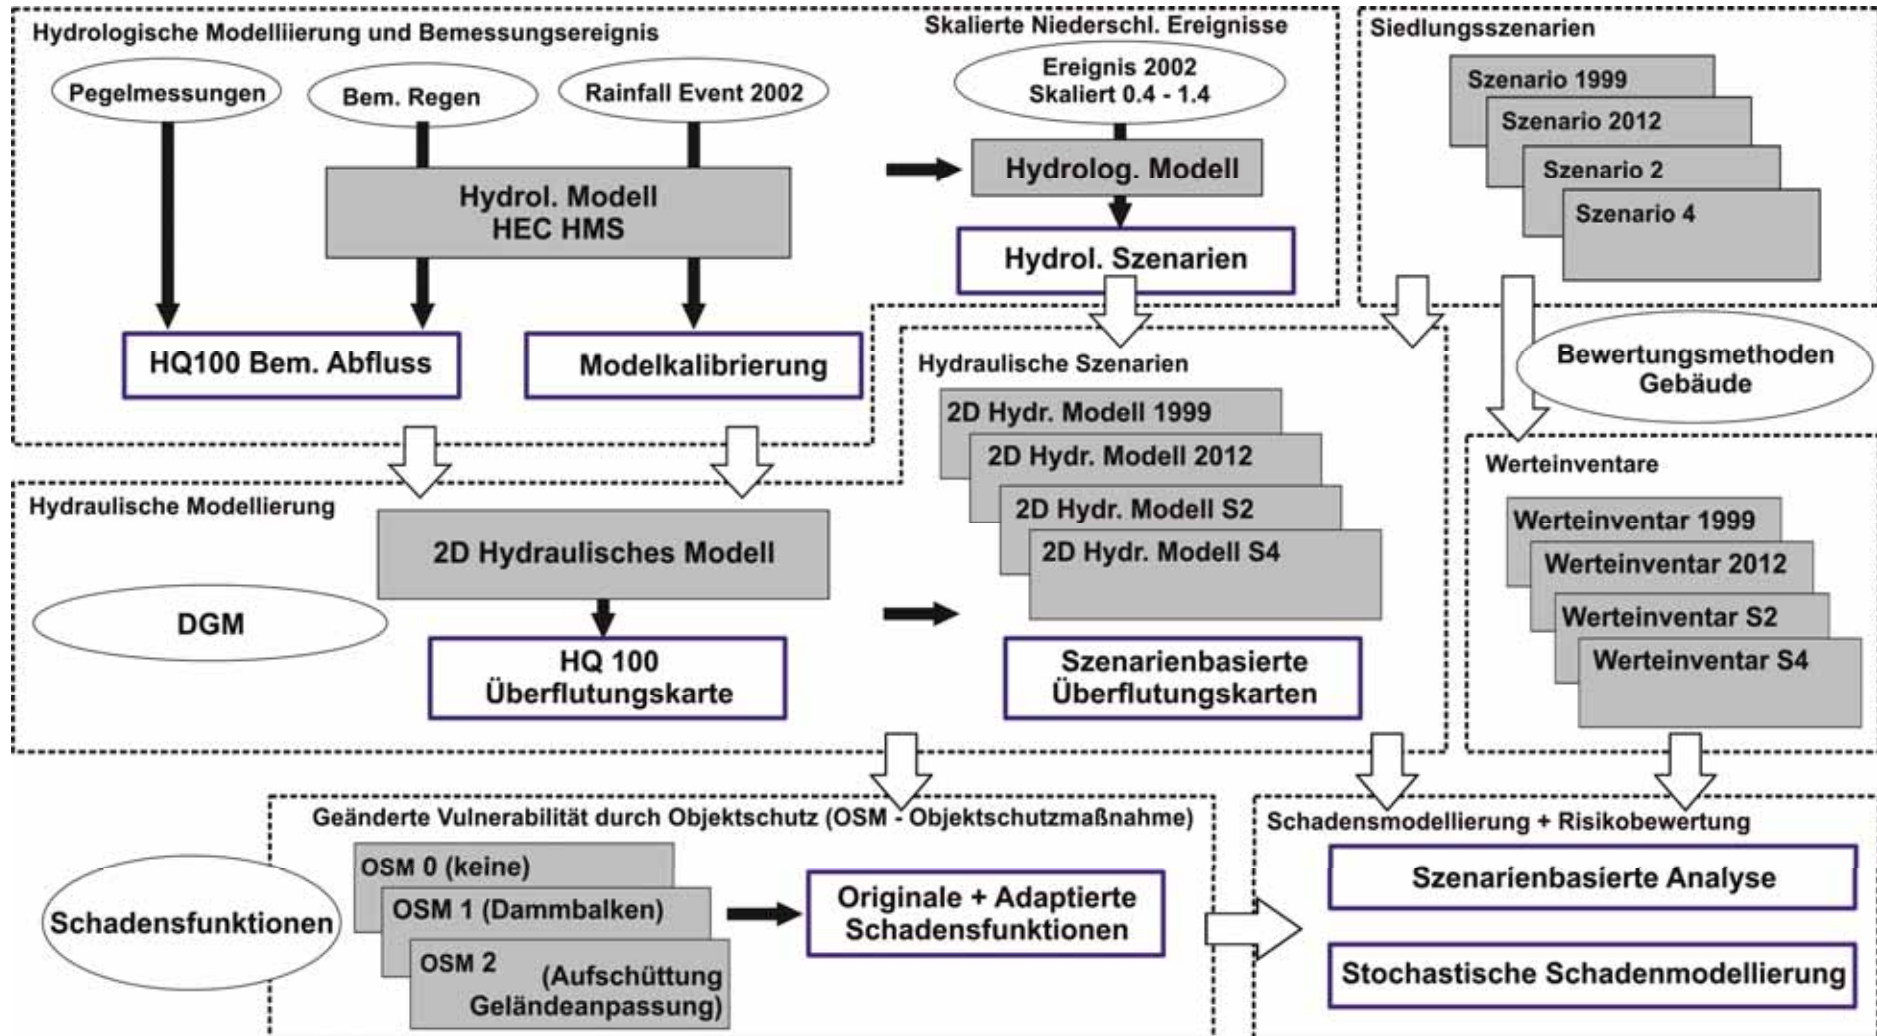 Hydrologische Modelliierung und Bemessungsereignis
Pegelmessungen
Bem. Regen
Rainfall Event 2002
Hydrol. Modell
HEC HMS
HQ100 Bem. Abfluss
Modelkalibrierung
Skalierte Niederschl. Ereignisse
Ereignis 2002
Skaliert 0.4 - 1.4
Hydrolog. Modell
Hydrol. Szenarien
Siedlungsszenarien
Szenario 1999
Szenario 2012
Szenario 2
Szenario 4
Bewertungsmethoden
Gebäude
Hydraulische Szenarien
2D Hydr. Modell 1999
2D Hydr. Modell 2012
2D Hydr. Modell S2
2D Hydr. Modell S4
Szenarienbasierte
Überflutungskarten
Hydraulische Modellierung
2D Hydraulisches Modell
DGM
HQ 100
Überflutungskarte
Werteinventare
Werteinventar 1999
Werteinventar 2012
Werteinventar S2
Werteinventar S4
Geänderte Vulnerabilität durch Objektschutz (OSM - Objektschutzmaßnahme)
Schadensfunktionen
OSM 0 (keine)
OSM 1 (Dammbalken)
OSM 2 (Aufschüttung
Geländeanpassung)
Originale + Adaptierte
Schadensfunktionen
Schadensmodellierung + Risikobewertung
Szenarienbasierte Analyse
Stochastische Schadenmodellierung